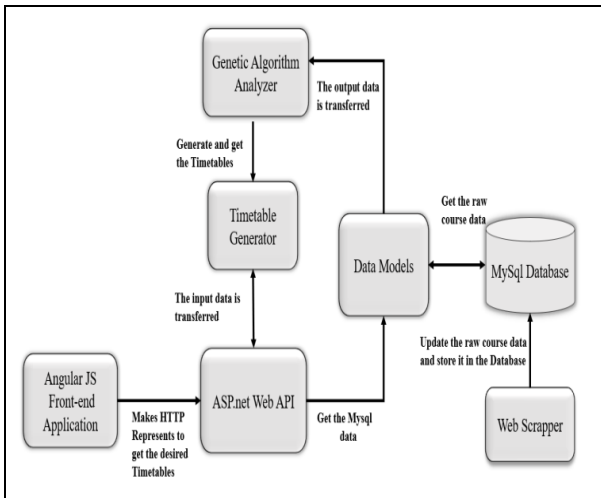 Genetic Algorithm
Analyzer
The output data
is transferred
Generate and get
the Timetables
Get the raw
course data
Timetable
Generator
Data Models
MySql Database
The input data is
transferred
Update the raw course data
and store it in the Database
Angular JS
Front-end
Application
ASP.net Web API
Makes HTTP
Represents to
get the desired
Timetables
Get the Mysql
data
Web Scrapper